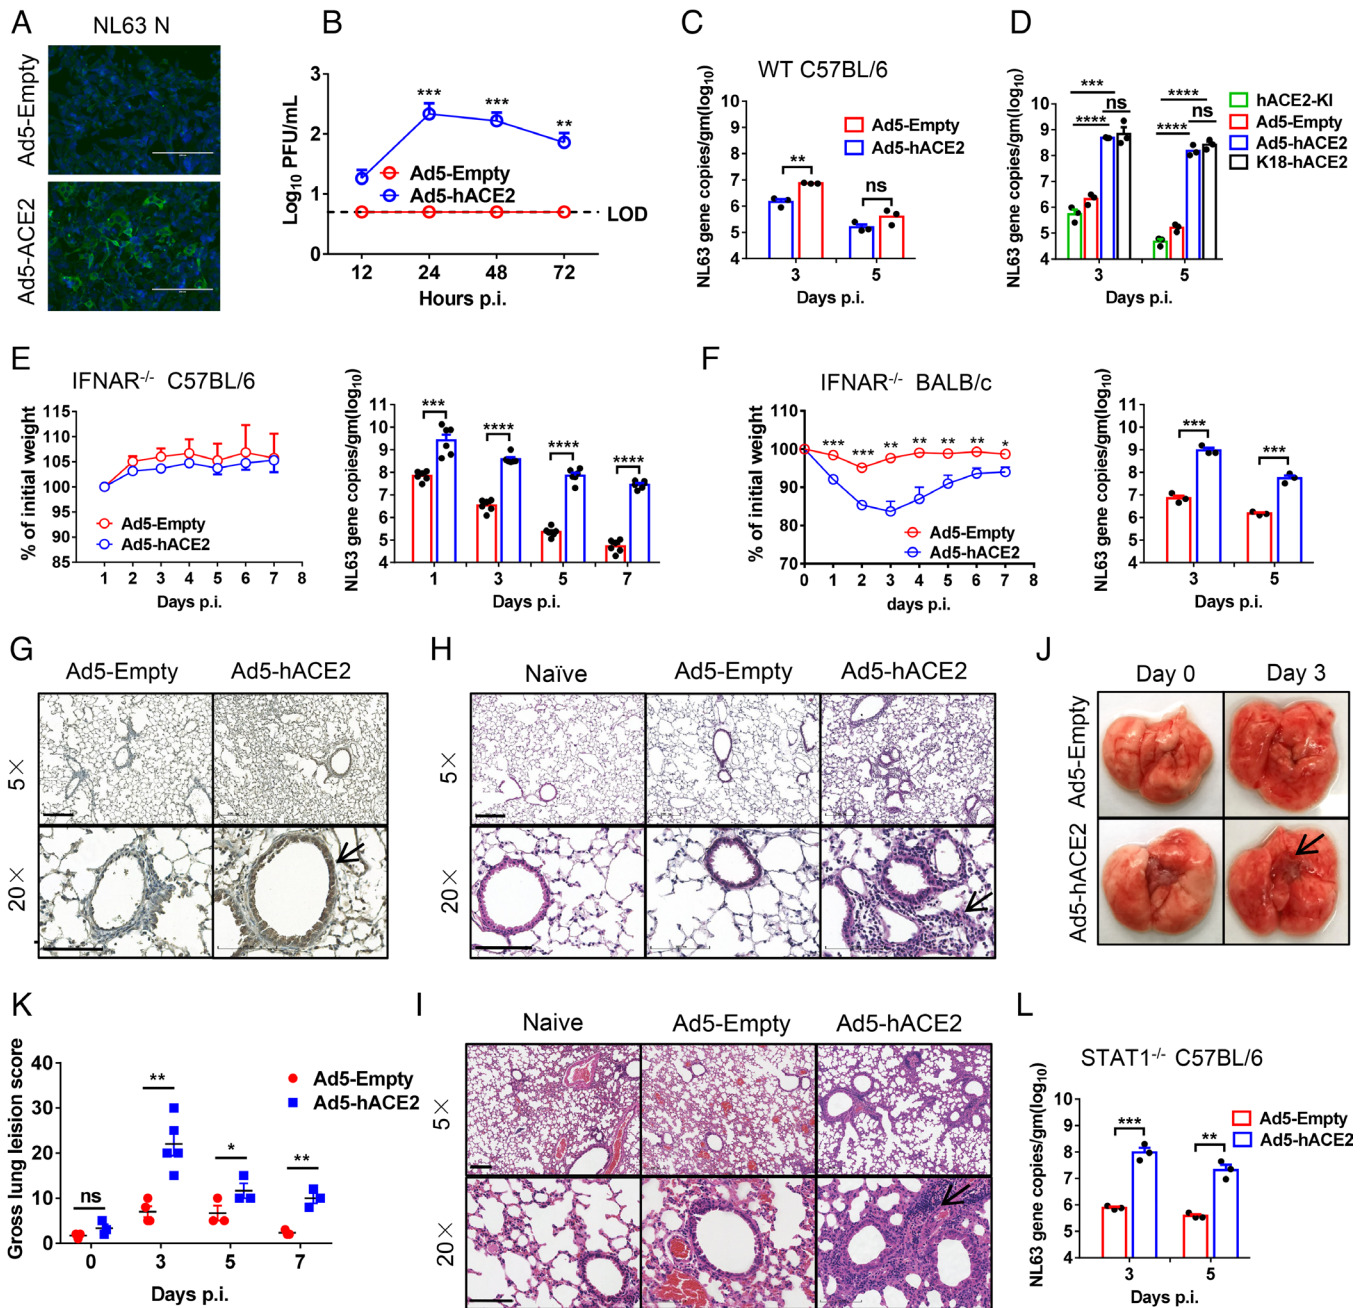 A
NL63 N
Ad5-Empty
Ad5-ACE2
B
Log10 PFU/mL
3
2
1
0
***
***
**
Ad5-Empty
Ad5-hACE2
LOD
12 24 48 72
Hours p.i.
C
WT C57BL/6
NL63 gene copies/gm(log10)
10
9
8
7
6
5
4
Ad5-Empty
Ad5-hACE2
**
ns
3 5
Days p.i.
D
NL63 gene copies/gm(log10)
10
9
8
7
6
5
4
*** ****
ns ns
**** ****
hACE2-KI
Ad5-Empty
Ad5-hACE2
K18-hACE2
3 5
Days p.i.
E
IFNAR-/- C57BL/6
% of initial weight
115
110
105
100
95
90
85
Ad5-Empty
Ad5-hACE2
1 2 3 4 5 6 7 8
Days p.i.
NL63 gene copies/gm(log10)
11
10
9
8
7
6
5
4
*** **** **** ****
1 3 5 7
Days p.i.
F
IFNAR-/- BALB/c
% of initial weight
110
100
90
80
70
*** *** ** ** ** ** *
Ad5-Empty
Ad5-hACE2
0 1 2 3 4 5 6 7 8
days p.i.
NL63 gene copies/gm(log10)
11
10
9
8
7
6
5
4
*** ***
3 5
Days p.i.
G
Ad5-Empty Ad5-hACE2
5×
20×
H
Naïve Ad5-Empty Ad5-hACE2
5×
20×
J
Day 0 Day 3
Ad5-Empty
Ad5-hACE2
K
Gross lung leision score
40
30
20
10
0
ns ** * **
Ad5-Empty
Ad5-hACE2
0 3 5 7
Days p.i.
I
Naive Ad5-Empty Ad5-hACE2
5×
20×
L
STAT1-/- C57BL/6
NL63 gene copies/gm(log10)
10
9
8
7
6
5
4
*** **
Ad5-Empty
Ad5-hACE2
3 5
Days p.i.